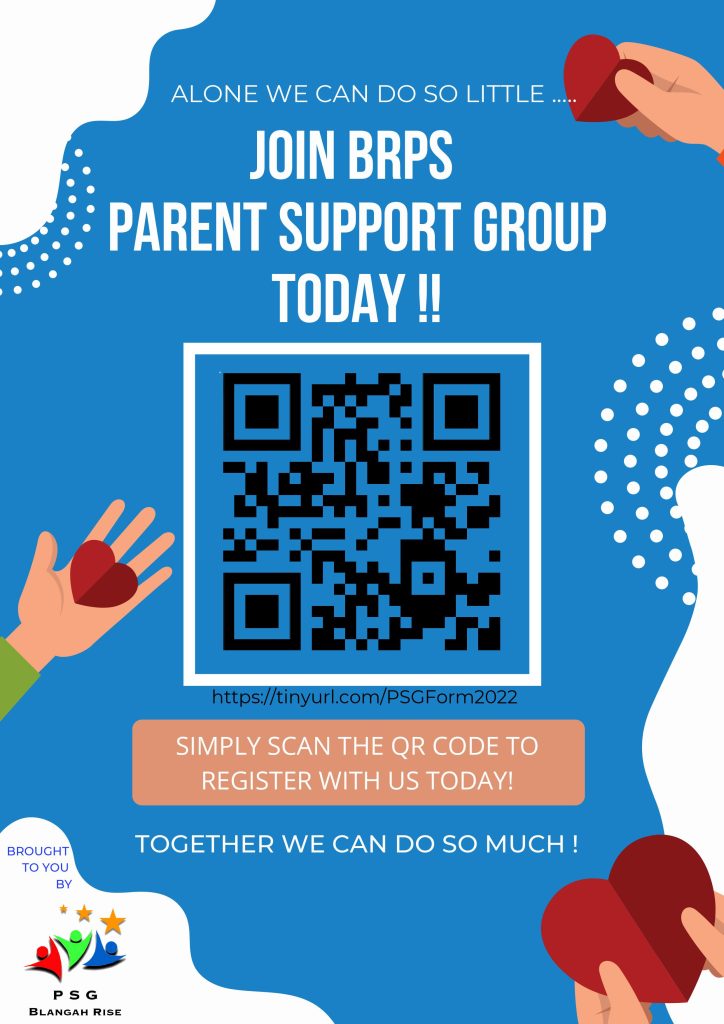 ALONE WE CAN DO SO LITTLE .....
JOIN BRPS
PARENT SUPPORT GROUP
TODAY !!
https://tinyurl.com/PSGForm2022
SIMPLY SCAN THE QR CODE TO
REGISTER WITH US TODAY!
TOGETHER WE CAN DO SO MUCH !
BROUGHT
TO YOU
BY
PSG
BLANGAH RISE